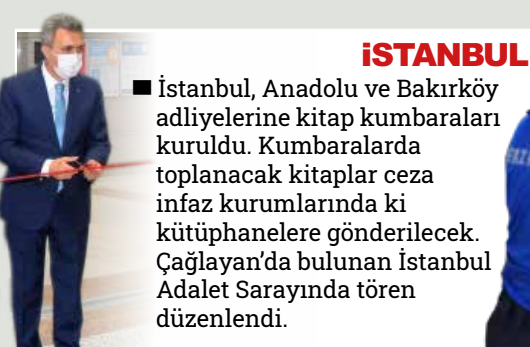 iSTANBUL
■ İstanbul, Anadolu ve Bakırköy
adliyelerine kitap kumbaraları
kuruldu. Kumbaralarda
toplanacak kitaplar ceza
infaz kurumlarında ki
kütüphanelere gönderilecek.
Çağlayan’da bulunan İstanbul
Adalet Sarayında tören
düzenlendi.